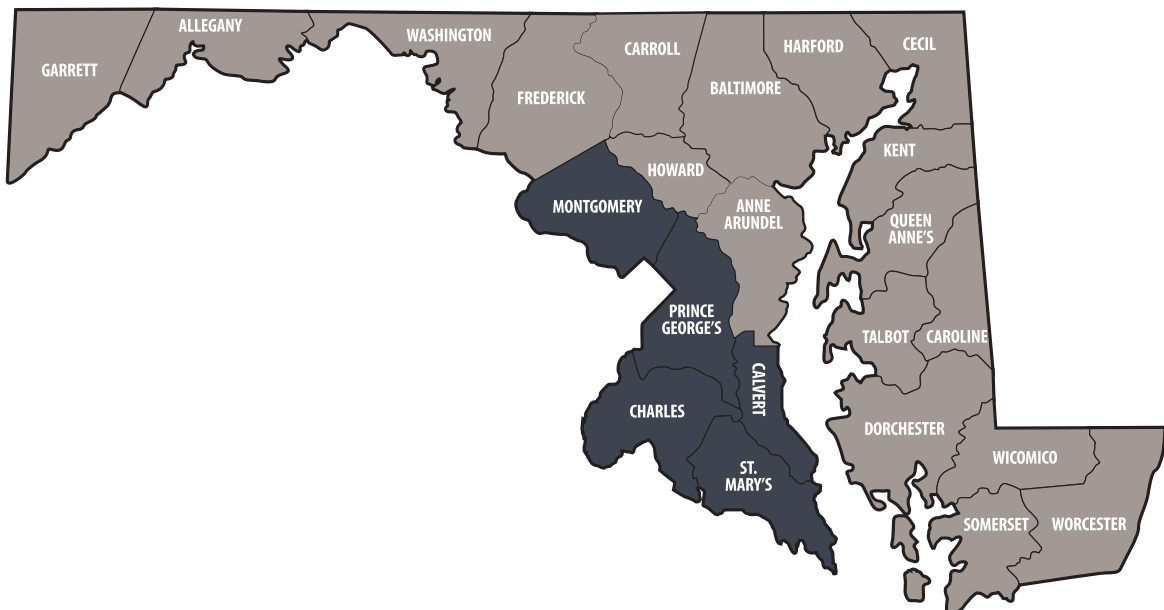 ALLEGANY
WASHINGTON
GARRETT
FREDERICK
CARROLL
BALTIMORE
HARFORD
CECIL
KENT
HOWARD
MONTGOMERY
ANNE
ARUNDEL
QUEEN
ANNE'S
PRINCE
GEORGE'S
TALBOT
CAROLINE
CALVERT
CHARLES
DORCHESTER
ST.
MARY'S
WICOMICO
SOMERSET
WORCESTER